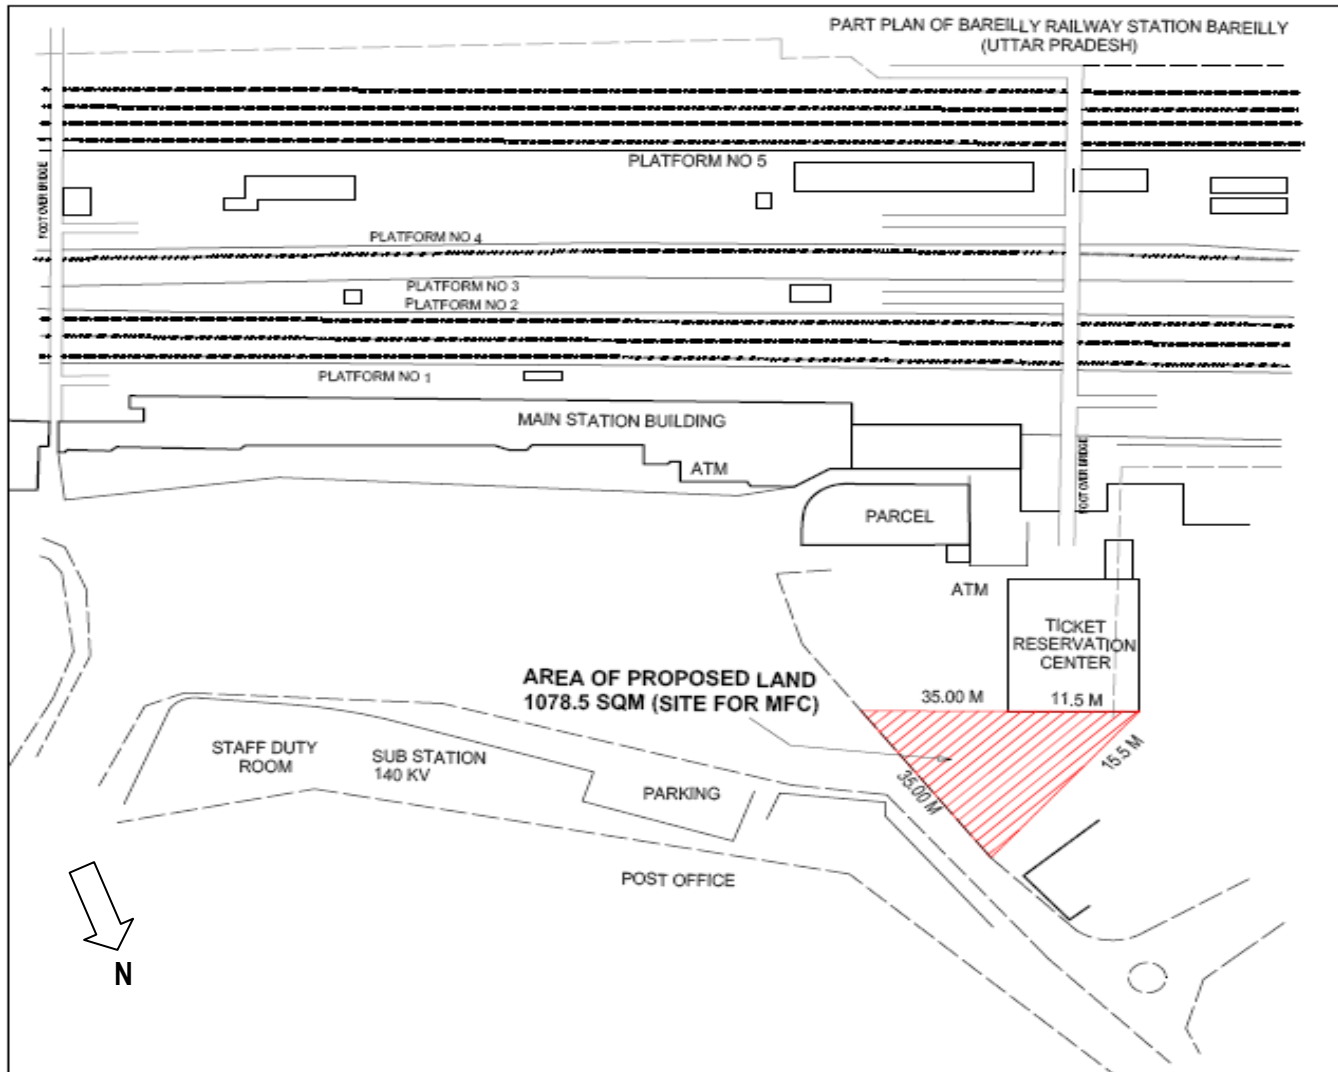 PART PLAN OF BAREILLY RAILWAY STATION BAREILLY
(UTTAR PRADESH)
PLATFORM NO 5
FOOT OVER BRIDGE
PLATFORM NO 4
PLATFORM NO 3
PLATFORM NO 2
PLATFORM NO 1
MAIN STATION BUILDING
ATM
FOOT OVER BRIDGE
PARCEL
ATM
TICKET
RESERVATION
CENTER
AREA OF PROPOSED LAND
1078.5 SQM (SITE FOR MFC)
35.00 M
11.5 M
15.5 M
35.00 M
STAFF DUTY
ROOM
SUB STATION
140 KV
PARKING
POST OFFICE
N